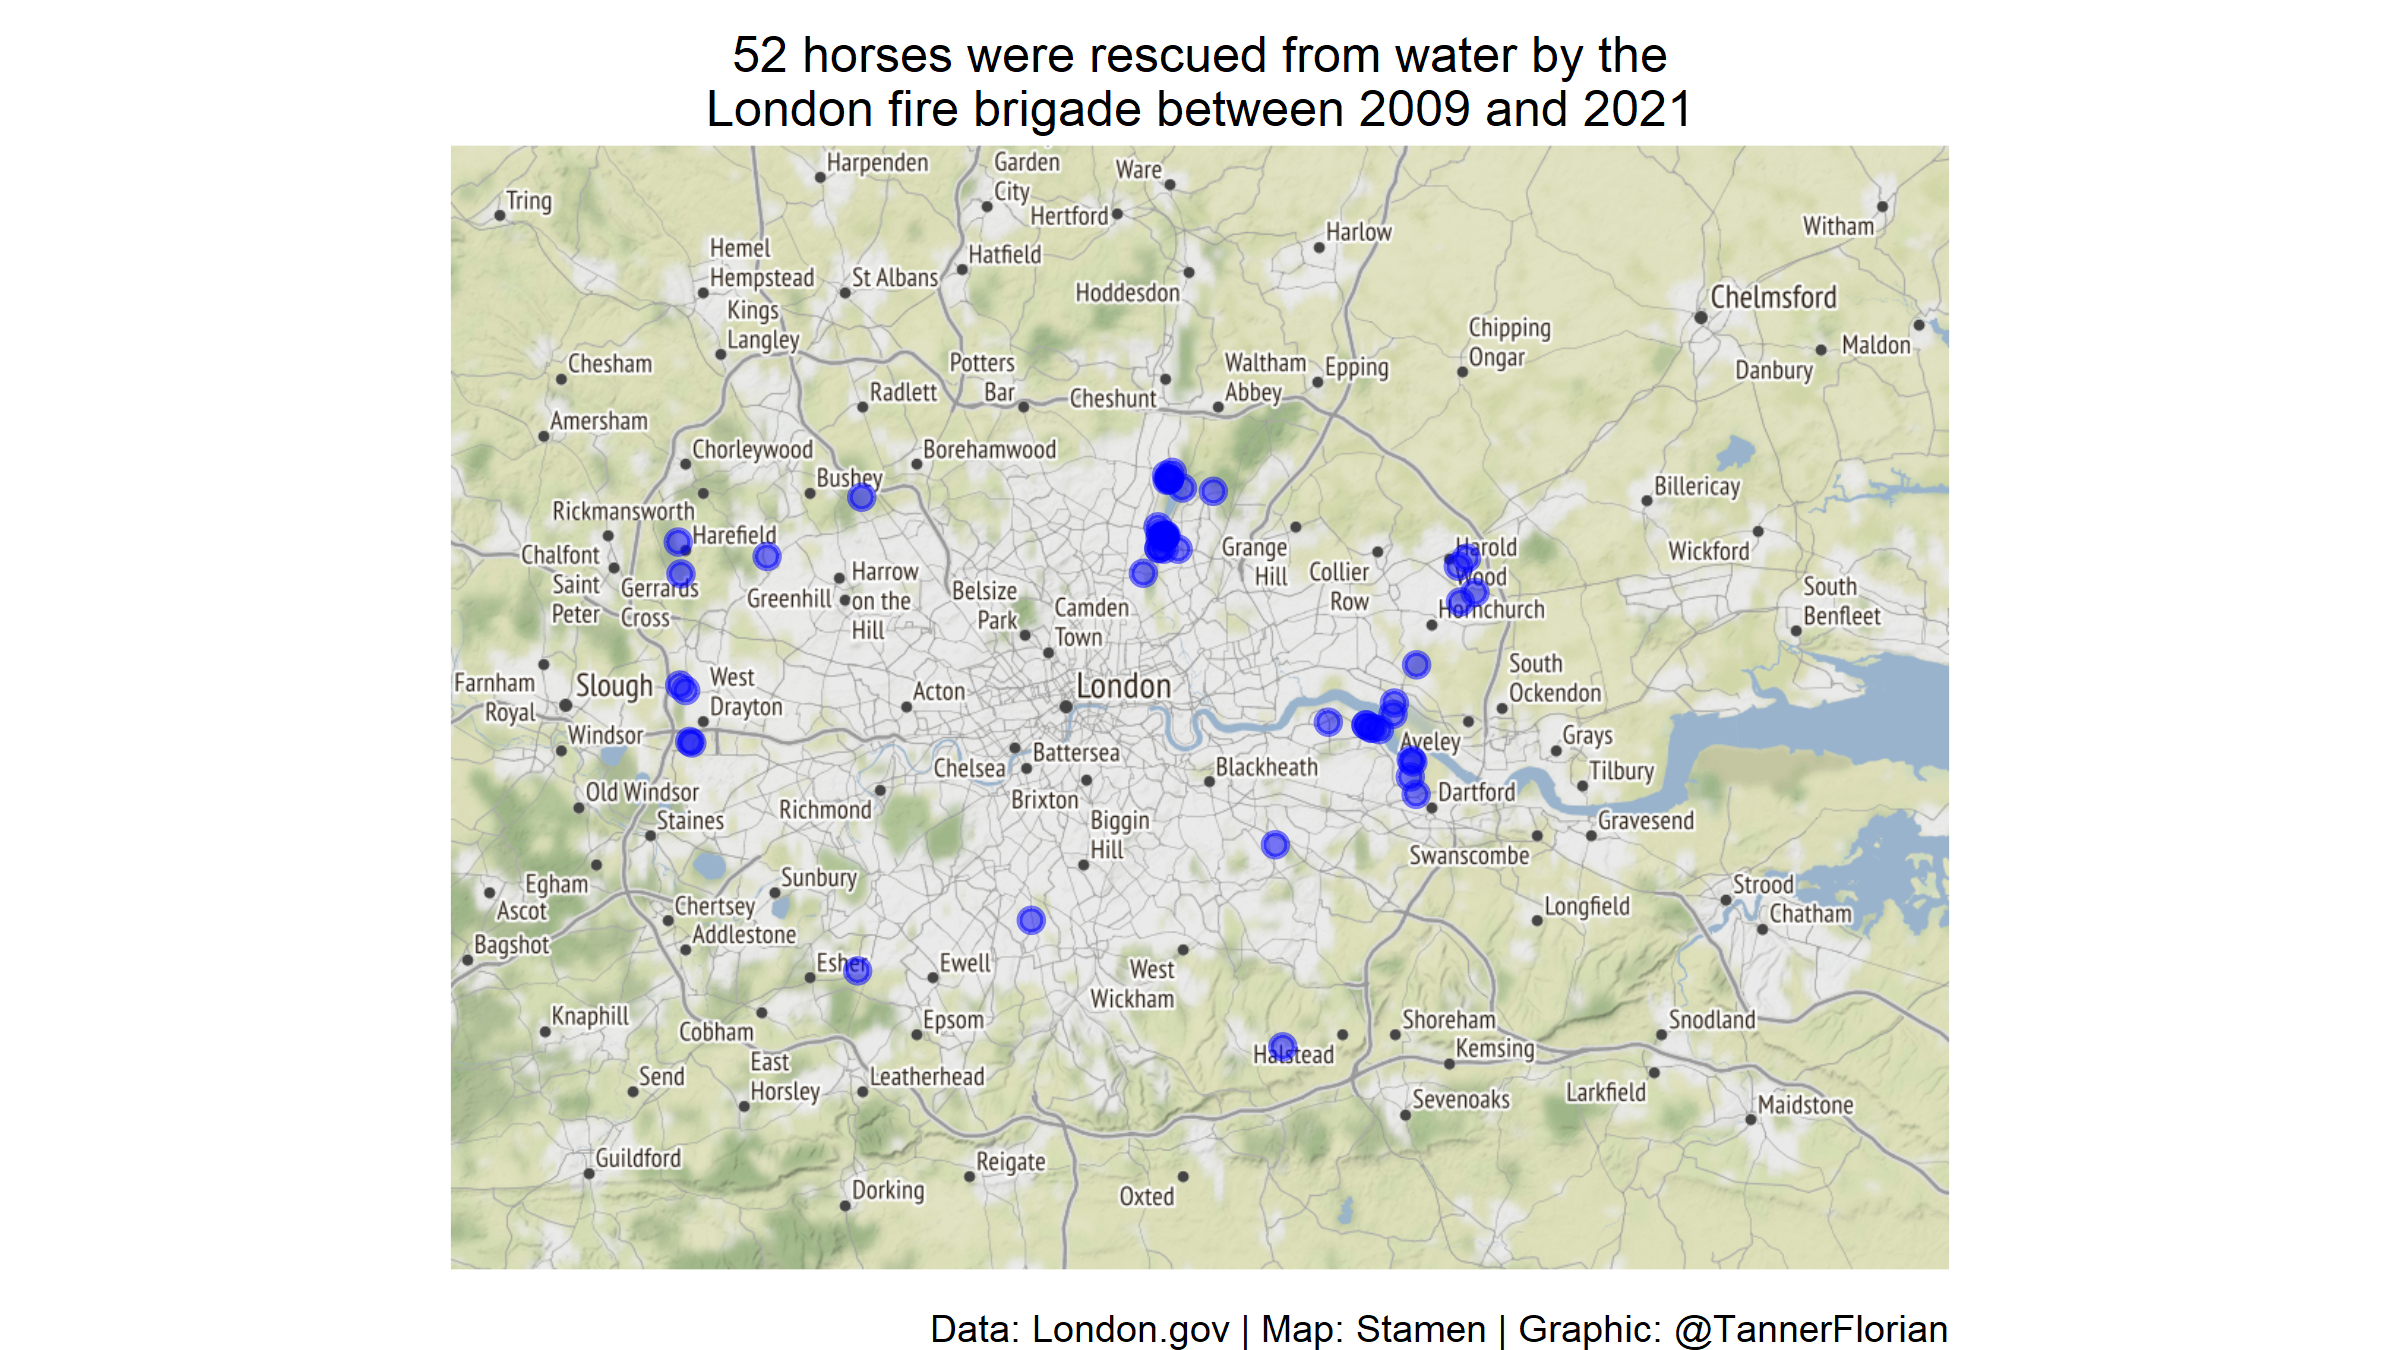 52 horses were rescued from water by the
London fire brigade between 2009 and 2021
Harpenden
Garden
City
Ware
Tring
Hertford
Witham
Harlow
Hemel
Hempstead
St Albans
Hatfield
Hoddesdon
Chelmsford
Kings
Langley
Chipping
Ongar
Maldon
Danbury
Chesham
Potters
Bar
Waltham
Abbey
Epping
Radlett
Cheshunt
Amersham
Chorleywood
Borehamwood
Bushey
Billericay
Rickmansworth
Harefield
Chalfont
Saint
Peter
Gerrards
Cross
Grange
Hill
Collier
Row
Harold
Wood
Wickford
Harrow
on the
Hill
Greenhill
Belsize
Park
Camden
Town
Hornchurch
South
Benfleet
Farnham
Royal
Slough
West
Drayton
Acton
London
South
Ockendon
Windsor
Battersea
Chelsea
Aveley
Grays
Blackheath
Tilbury
Old Windsor
Richmond
Brixton
Dartford
Staines
Biggin
Hill
Gravesend
Swanscombe
Egham
Sunbury
Strood
Ascot
Chertsey
Longfield
Chatham
Addlestone
Bagshot
Esher
Ewell
West
Wickham
Knaphill
Cobham
Epsom
Shoreham
Snodland
Halstead
Kemsing
East
Horsley
Send
Leatherhead
Sevenoaks
Larkfield
Maidstone
Guildford
Reigate
Dorking
Oxted
Data: London.gov | Map: Stamen | Graphic: @TannerFlorian